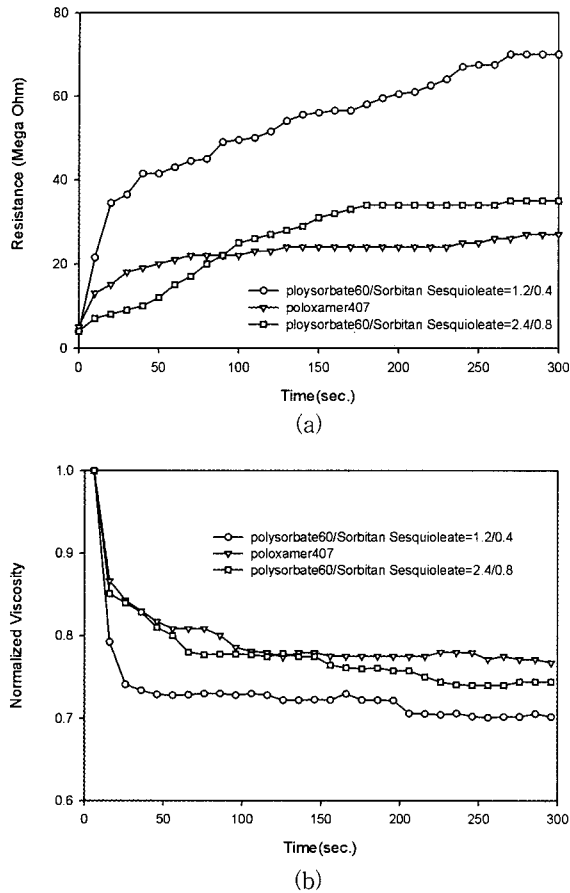 (a)
80
60
40
20
0
Resistance (Mega Ohm)
ploysorbate60/Sorbitan Sesquioleate=1.2/0.4
poloxamer407
ploysorbate60/Sorbitan Sesquioleate=2.4/0.8
0 50 100 150 200 250 300
Time(sec.)
(a)
1.0
0.9
0.8
0.7
0.6
Normalized Viscosity
polysorbate60/Sorbitan Sesquioleate=1.2/0.4
poloxamer407
polysorbate60/Sorbitan Sesquioleate=2.4/0.8
0 50 100 150 200 250 300
Time(sec.)
(b)